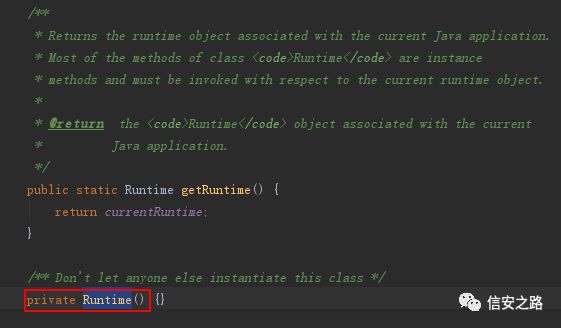 /**
* Returns the runtime object associated with the current Java application.
* Most of the methods of class <code>Runtime</code> are instance
* methods and must be invoked with respect to the current runtime object.
*
* @return  the <code>Runtime</code> object associated with the current
*          Java application.
*/
public static Runtime getRuntime() {
return currentRuntime;
}
/** Don't let anyone else instantiate this class */
private Runtime() {}
信安之路